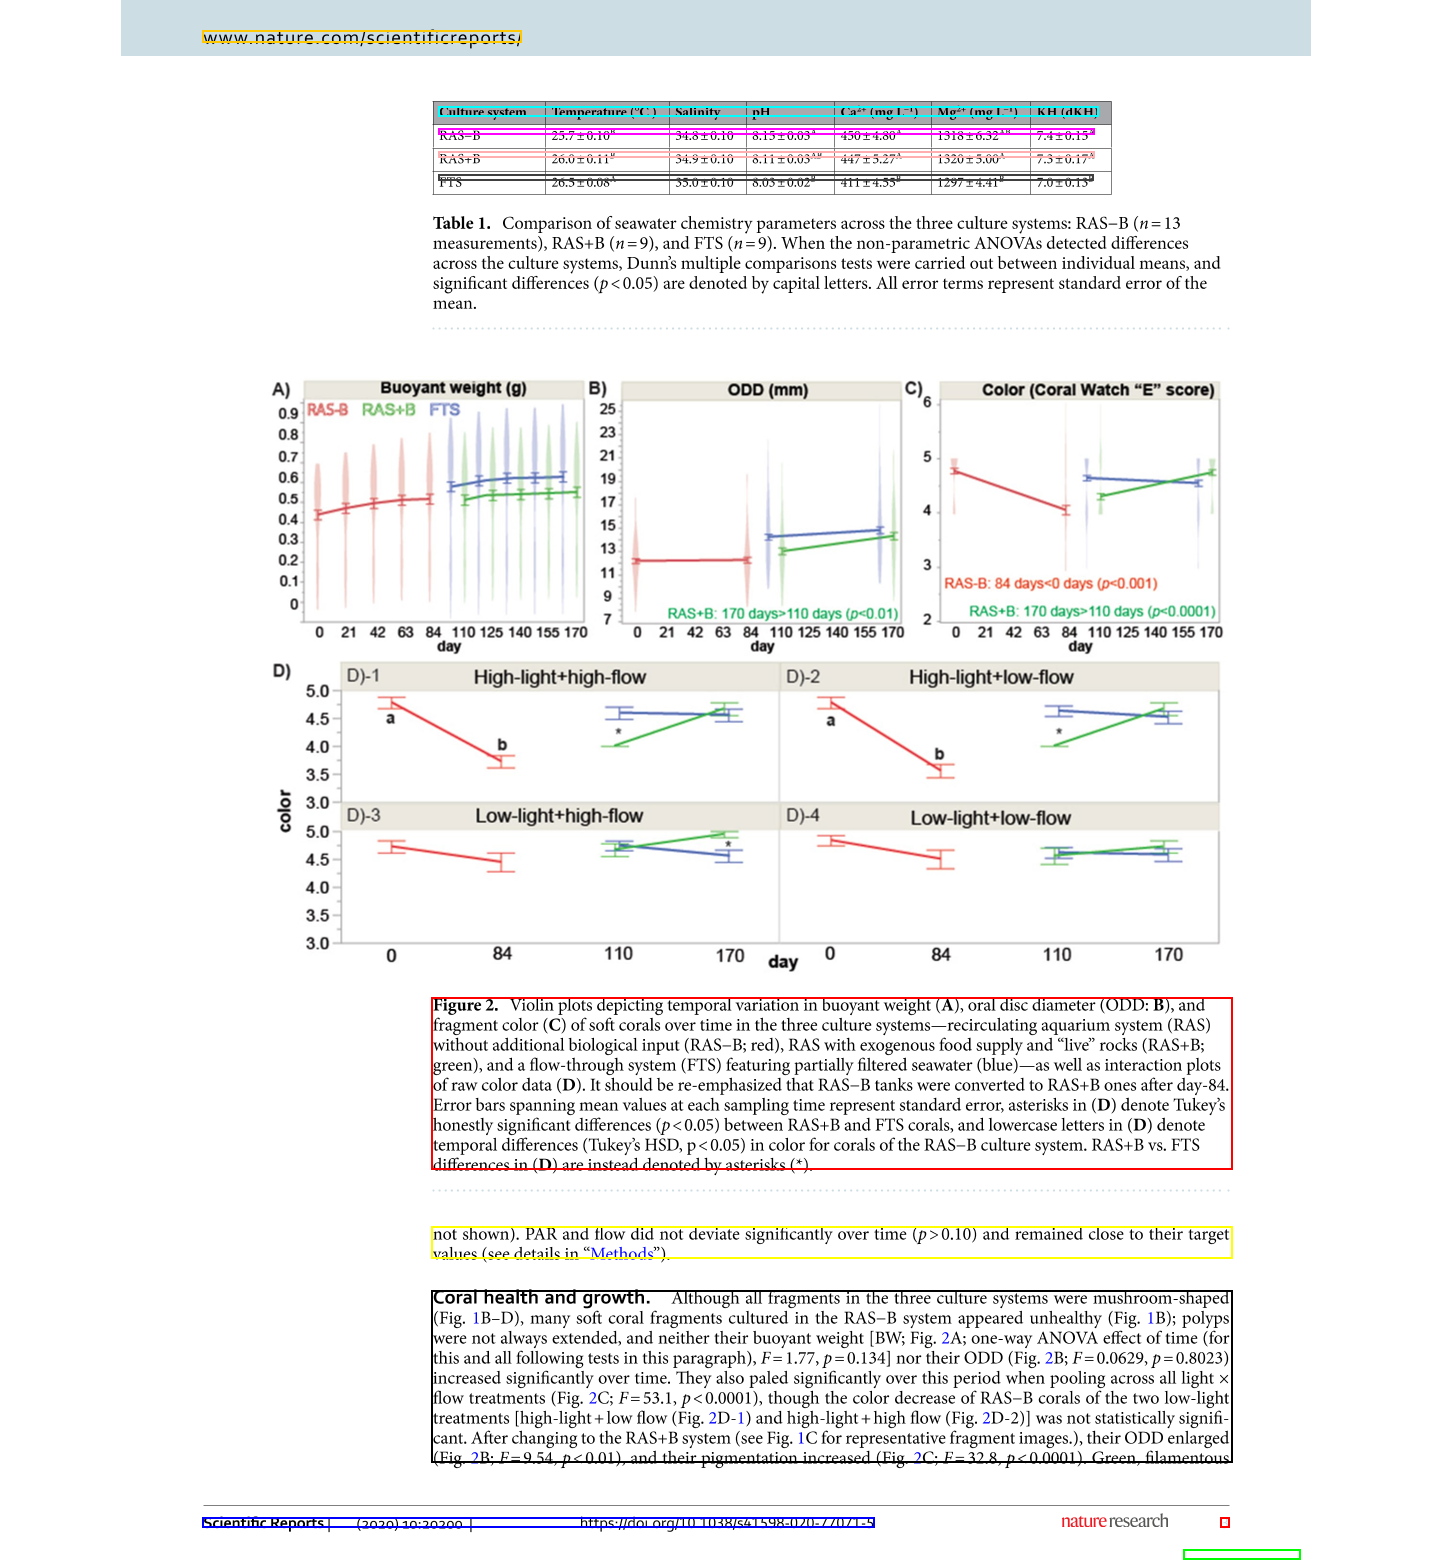 www.nature.com/scientificreports/
Culture system Temperature (°C ) Salinity pH Ca²⁺ (mg L⁻¹) Mg²⁺ (mg L⁻¹) KH (dKH)
RAS−B 25.7 ± 0.10ᴮ 34.8 ± 0.10 8.15 ± 0.03ᴬ 450 ± 4.80ᴬ 1318 ± 6.32ᴬᴮ 7.4 ± 0.15ᴬ
RAS+B 26.0 ± 0.11ᴮ 34.9 ± 0.10 8.11 ± 0.03ᴬᴮ 447 ± 5.27ᴬ 1320 ± 5.00ᴬ 7.3 ± 0.17ᴬ
FTS 26.5 ± 0.08ᴬ 35.0 ± 0.10 8.03 ± 0.02ᴮ 411 ± 4.55ᴮ 1297 ± 4.41ᴮ 7.0 ± 0.13ᴮ
Table 1. Comparison of seawater chemistry parameters across the three culture systems: RAS−B (n = 13
measurements), RAS+B (n = 9), and FTS (n = 9). When the non-parametric ANOVAs detected differences
across the culture systems, Dunn's multiple comparisons tests were carried out between individual means, and
significant differences (p < 0.05) are denoted by capital letters. All error terms represent standard error of the
mean.
A) Buoyant weight (g)
RAS-B RAS+B FTS
0.9
0.8
0.7
0.6
0.5
0.4
0.3
0.2
0.1
0
0 21 42 63 84 110 125 140 155 170
day
B) ODD (mm)
25
23
21
19
17
15
13
11
9
7
RAS+B: 170 days>110 days (p<0.01)
0 21 42 63 84 110 125 140 155 170
day
C) Color (Coral Watch “E” score)
6
5
4
3
2
RAS-B: 84 days<0 days (p<0.001)
RAS+B: 170 days>110 days (p<0.0001)
0 21 42 63 84 110 125 140 155 170
day
D)
D)-1 High-light+high-flow
D)-2 High-light+low-flow
5.0
4.5
4.0
3.5
3.0
a b *
a b *
color
D)-3 Low-light+high-flow
D)-4 Low-light+low-flow
5.0
4.5
4.0
3.5
3.0
*
0 84 110 170 day 0 84 110 170
Figure 2. Violin plots depicting temporal variation in buoyant weight (A), oral disc diameter (ODD: B), and
fragment color (C) of soft corals over time in the three culture systems—recirculating aquarium system (RAS)
without additional biological input (RAS−B; red), RAS with exogenous food supply and “live” rocks (RAS+B;
green), and a flow-through system (FTS) featuring partially filtered seawater (blue)—as well as interaction plots
of raw color data (D). It should be re-emphasized that RAS−B tanks were converted to RAS+B ones after day-84.
Error bars spanning mean values at each sampling time represent standard error, asterisks in (D) denote Tukey's
honestly significant differences (p < 0.05) between RAS+B and FTS corals, and lowercase letters in (D) denote
temporal differences (Tukey's HSD, p < 0.05) in color for corals of the RAS−B culture system. RAS+B vs. FTS
differences in (D) are instead denoted by asterisks (*).
not shown). PAR and flow did not deviate significantly over time (p > 0.10) and remained close to their target
values (see details in “Methods”).
Coral health and growth. Although all fragments in the three culture systems were mushroom-shaped
(Fig. 1B–D), many soft coral fragments cultured in the RAS−B system appeared unhealthy (Fig. 1B); polyps
were not always extended, and neither their buoyant weight [BW; Fig. 2A; one-way ANOVA effect of time (for
this and all following tests in this paragraph), F = 1.77, p = 0.134] nor their ODD (Fig. 2B; F = 0.0629, p = 0.8023)
increased significantly over time. They also paled significantly over this period when pooling across all light ×
flow treatments (Fig. 2C; F = 53.1, p < 0.0001), though the color decrease of RAS−B corals of the two low-light
treatments [high-light + low flow (Fig. 2D-1) and high-light + high flow (Fig. 2D-2)] was not statistically signifi-
cant. After changing to the RAS+B system (see Fig. 1C for representative fragment images.), their ODD enlarged
(Fig. 2B; F = 9.54, p < 0.01), and their pigmentation increased (Fig. 2C; F = 32.8, p < 0.0001). Green, filamentous
Scientific Reports | (2020) 10:20200 | https://doi.org/10.1038/s41598-020-77071-5 nature research